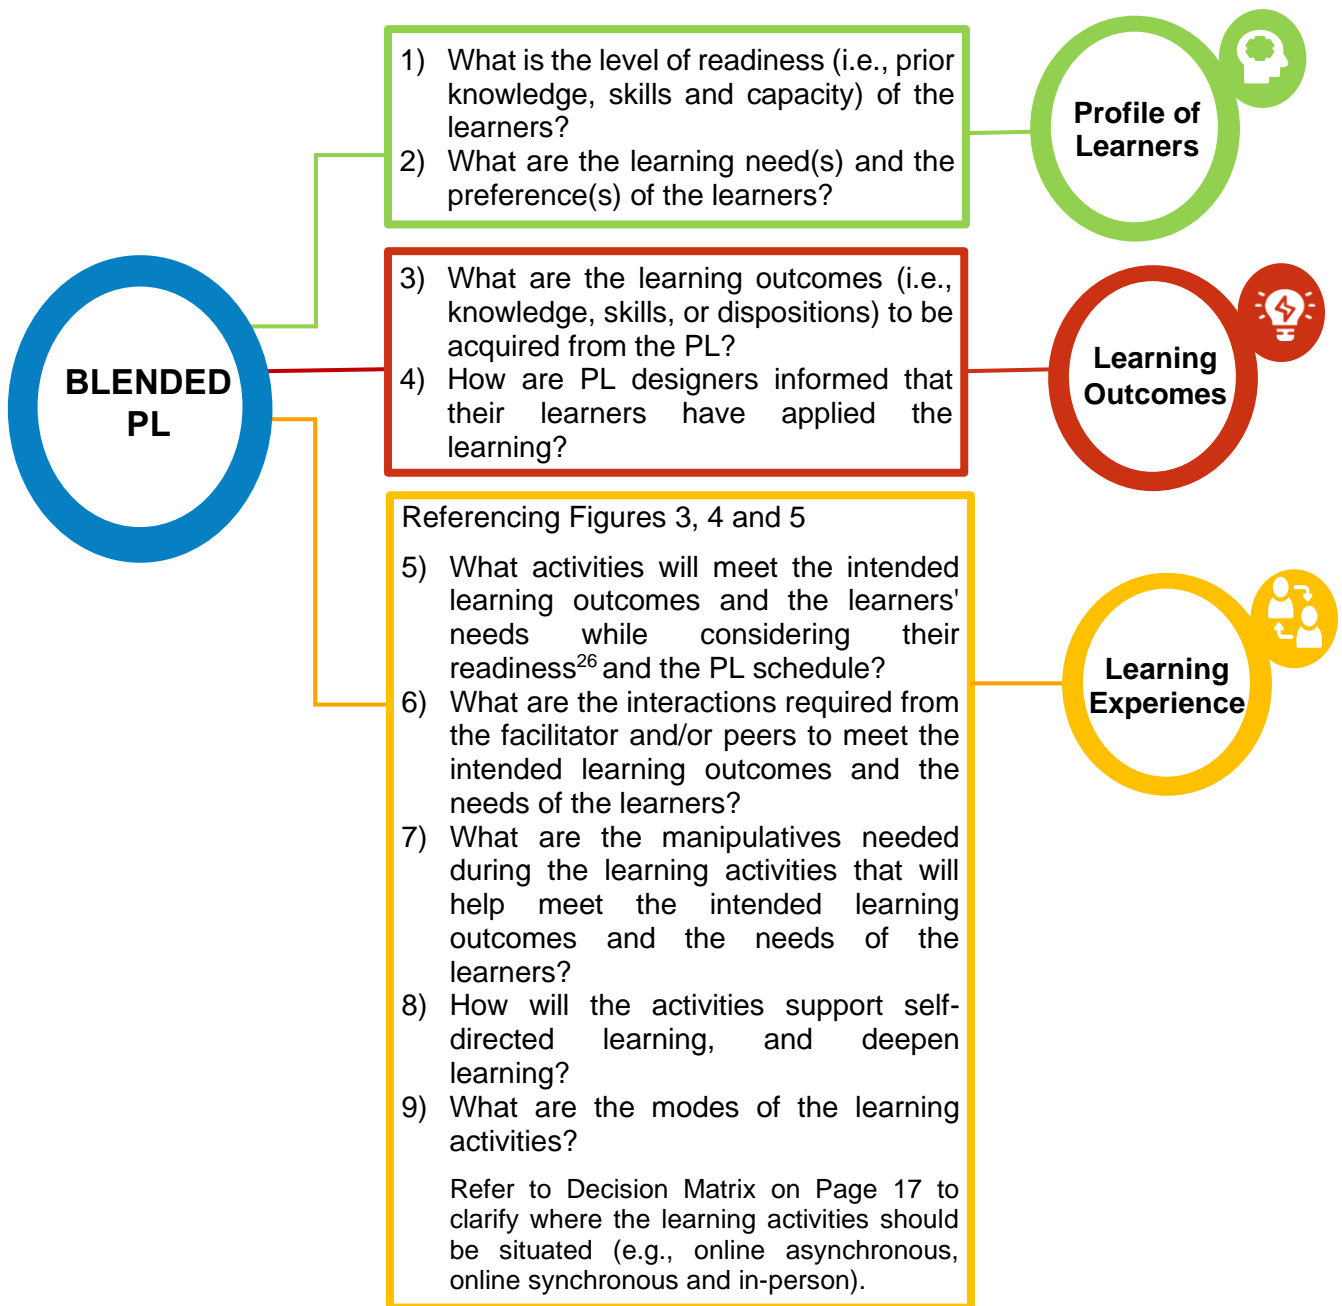 BLENDED
PL
1) What is the level of readiness (i.e., prior
knowledge, skills and capacity) of the
learners?
2) What are the learning need(s) and the
preference(s) of the learners?
Profile of
Learners
3) What are the learning outcomes (i.e.,
knowledge, skills, or dispositions) to be
acquired from the PL?
4) How are PL designers informed that
their learners have applied the
learning?
Learning
Outcomes
Referencing Figures 3, 4 and 5
5) What activities will meet the intended
learning outcomes and the learners'
needs while considering their
readiness26 and the PL schedule?
6) What are the interactions required from
the facilitator and/or peers to meet the
intended learning outcomes and the
needs of the learners?
7) What are the manipulatives needed
during the learning activities that will
help meet the intended learning
outcomes and the needs of the
learners?
8) How will the activities support self-
directed learning, and deepen
learning?
9) What are the modes of the learning
activities?
Refer to Decision Matrix on Page 17 to
clarify where the learning activities should
be situated (e.g., online asynchronous,
online synchronous and in-person).
Learning
Experience